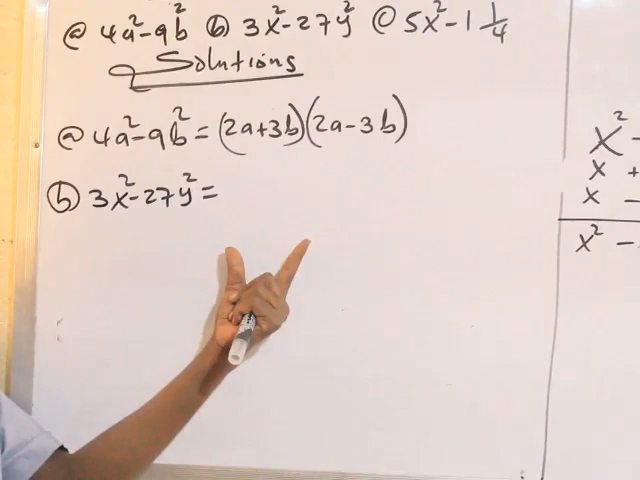 ⓐ 4a²-9b² ⓑ 3x²-27y² ⓒ 5x²-1 1/4
Solutions
ⓐ 4a²-9b² = (2a+3b)(2a-3b)
ⓑ 3x²-27y² =
x² -
x +
x -
x² -